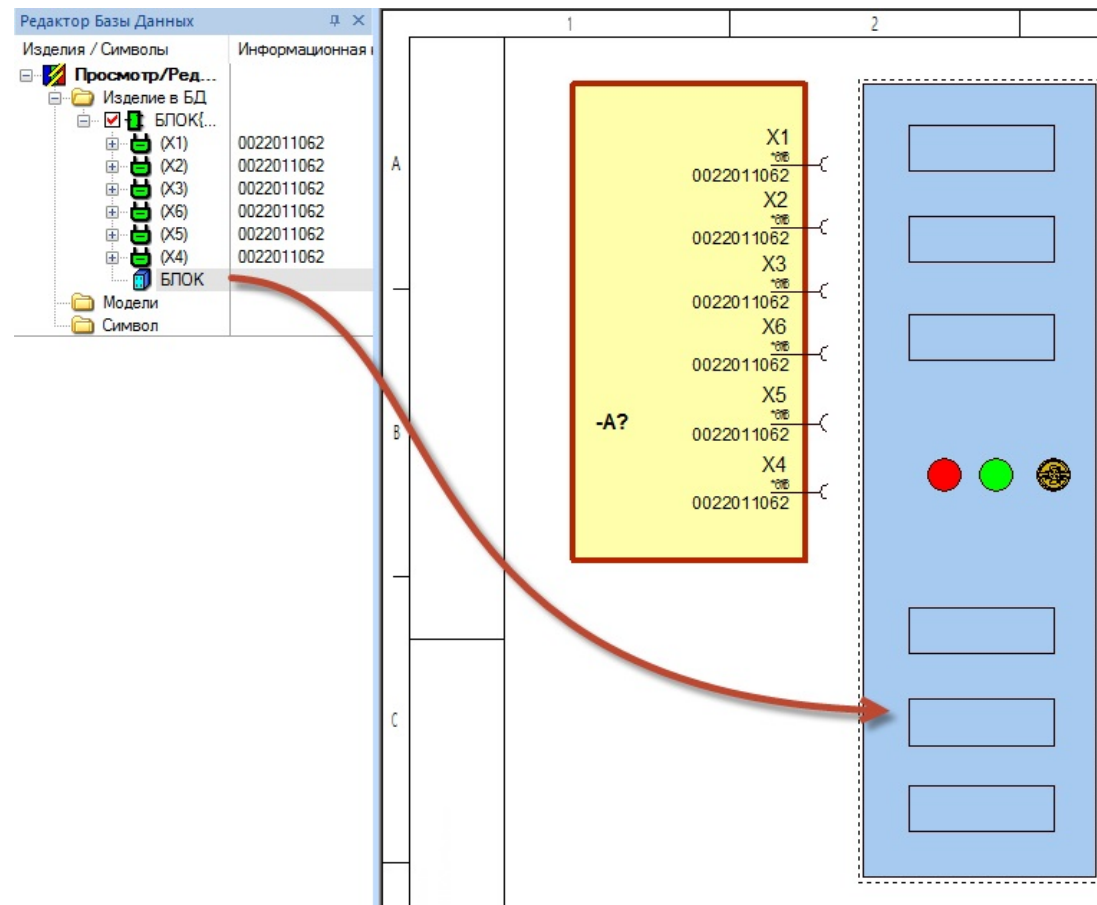 Редактор Базы Данных
Изделия / Символы Информационная
Просмотр/Ред...
Изделие в БД
БЛОК{...
(X1) 0022011062
(X2) 0022011062
(X3) 0022011062
(X6) 0022011062
(X5) 0022011062
(X4) 0022011062
БЛОК
Модели
Символ
1 2
A
B
C
X1
0022011062
X2
0022011062
X3
0022011062
X6
0022011062
X5
-A?
0022011062
X4
0022011062